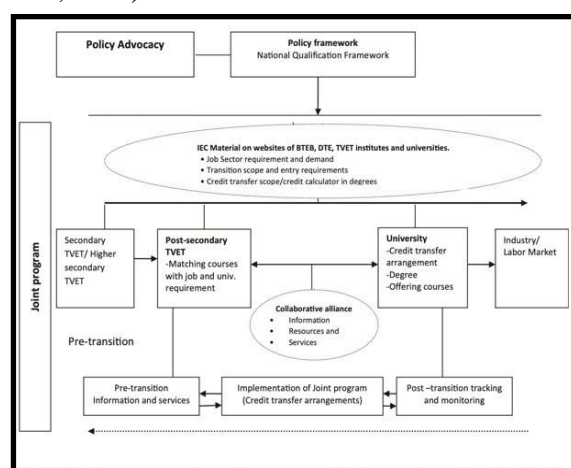 Policy Advocacy
Policy framework
National Qualification Framework
IEC Material on websites of BTEB, DTE, TVET institutes and universities.
• Job Sector requirement and demand
• Transition scope and entry requirements
• Credit transfer scope/credit calculator in degrees
Joint program
Secondary
TVET/ Higher
secondary
TVET
Post-secondary
TVET
-Matching courses
with job and univ.
requirement
University
-Credit transfer
arrangement
-Degree
-Offering courses
Industry/
Labor Market
Collaborative alliance
• Information
• Resources and
• Services
Pre-transition
Pre-transition
Information and services
Implementation of Joint program
(Credit transfer arrangements)
Post –transition tracking
and monitoring